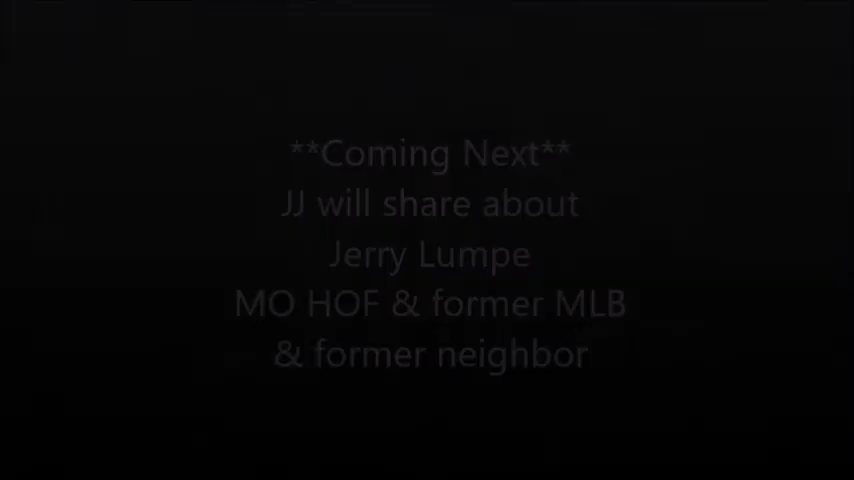 **Coming Next**
JJ will share about
Jerry Lumpe
MO HOF & former MLB
& former neighbor